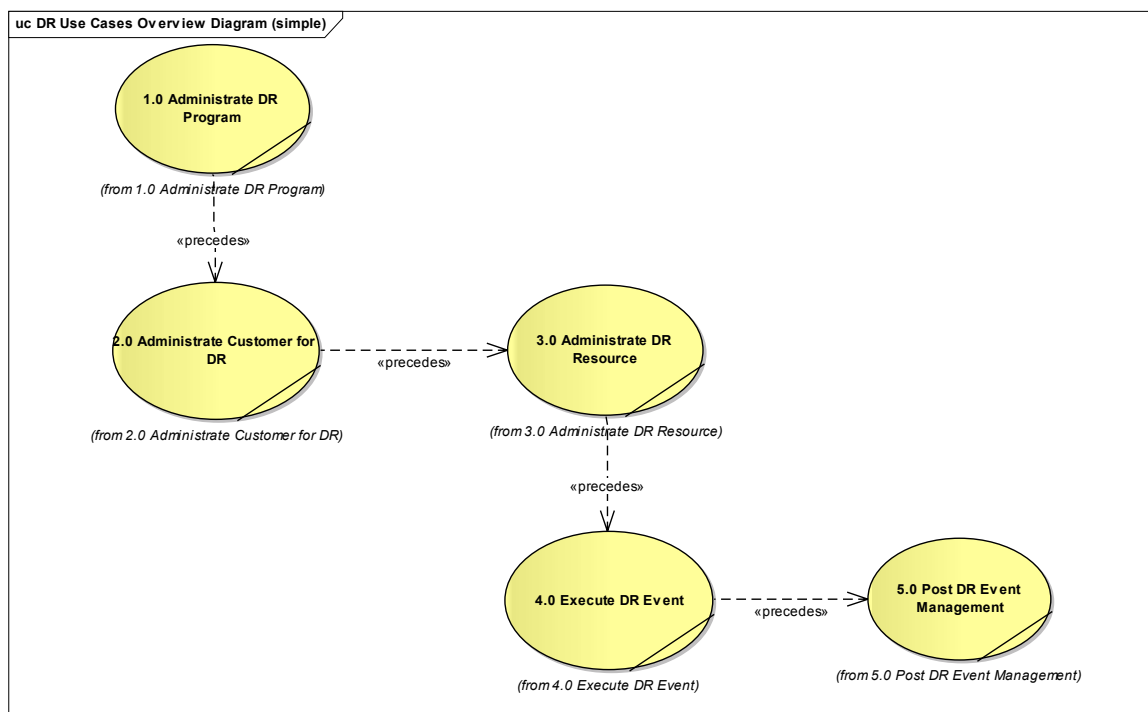 uc DR Use Cases Overview Diagram (simple)
1.0 Administrate DR
Program
(from 1.0 Administrate DR Program)
«precedes»
2.0 Administrate Customer for
DR
«precedes»
(from 2.0 Administrate Customer for DR)
3.0 Administrate DR
Resource
(from 3.0 Administrate DR Resource)
«precedes»
4.0 Execute DR Event
«precedes»
(from 4.0 Execute DR Event)
5.0 Post DR Event
Management
(from 5.0 Post DR Event Management)